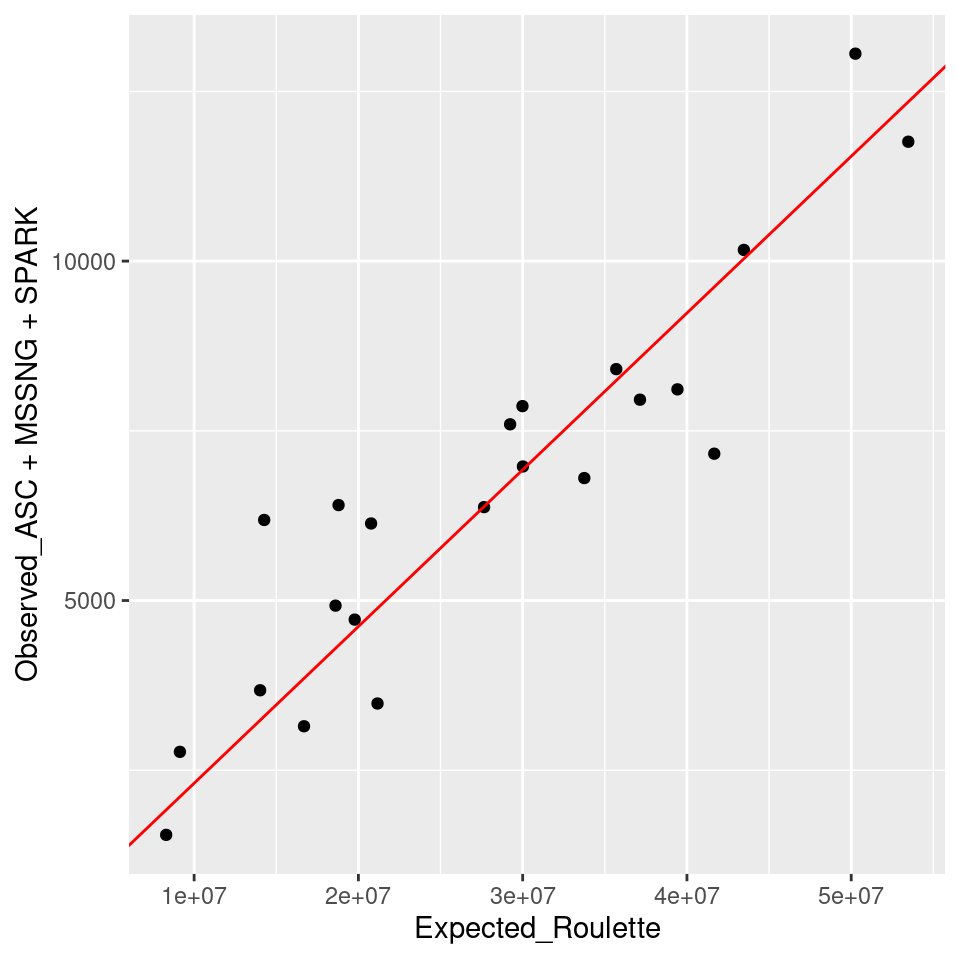 Observed_ASC + MSSNG + SPARK
10000
5000
1e+07 2e+07 3e+07 4e+07 5e+07
Expected_Roulette